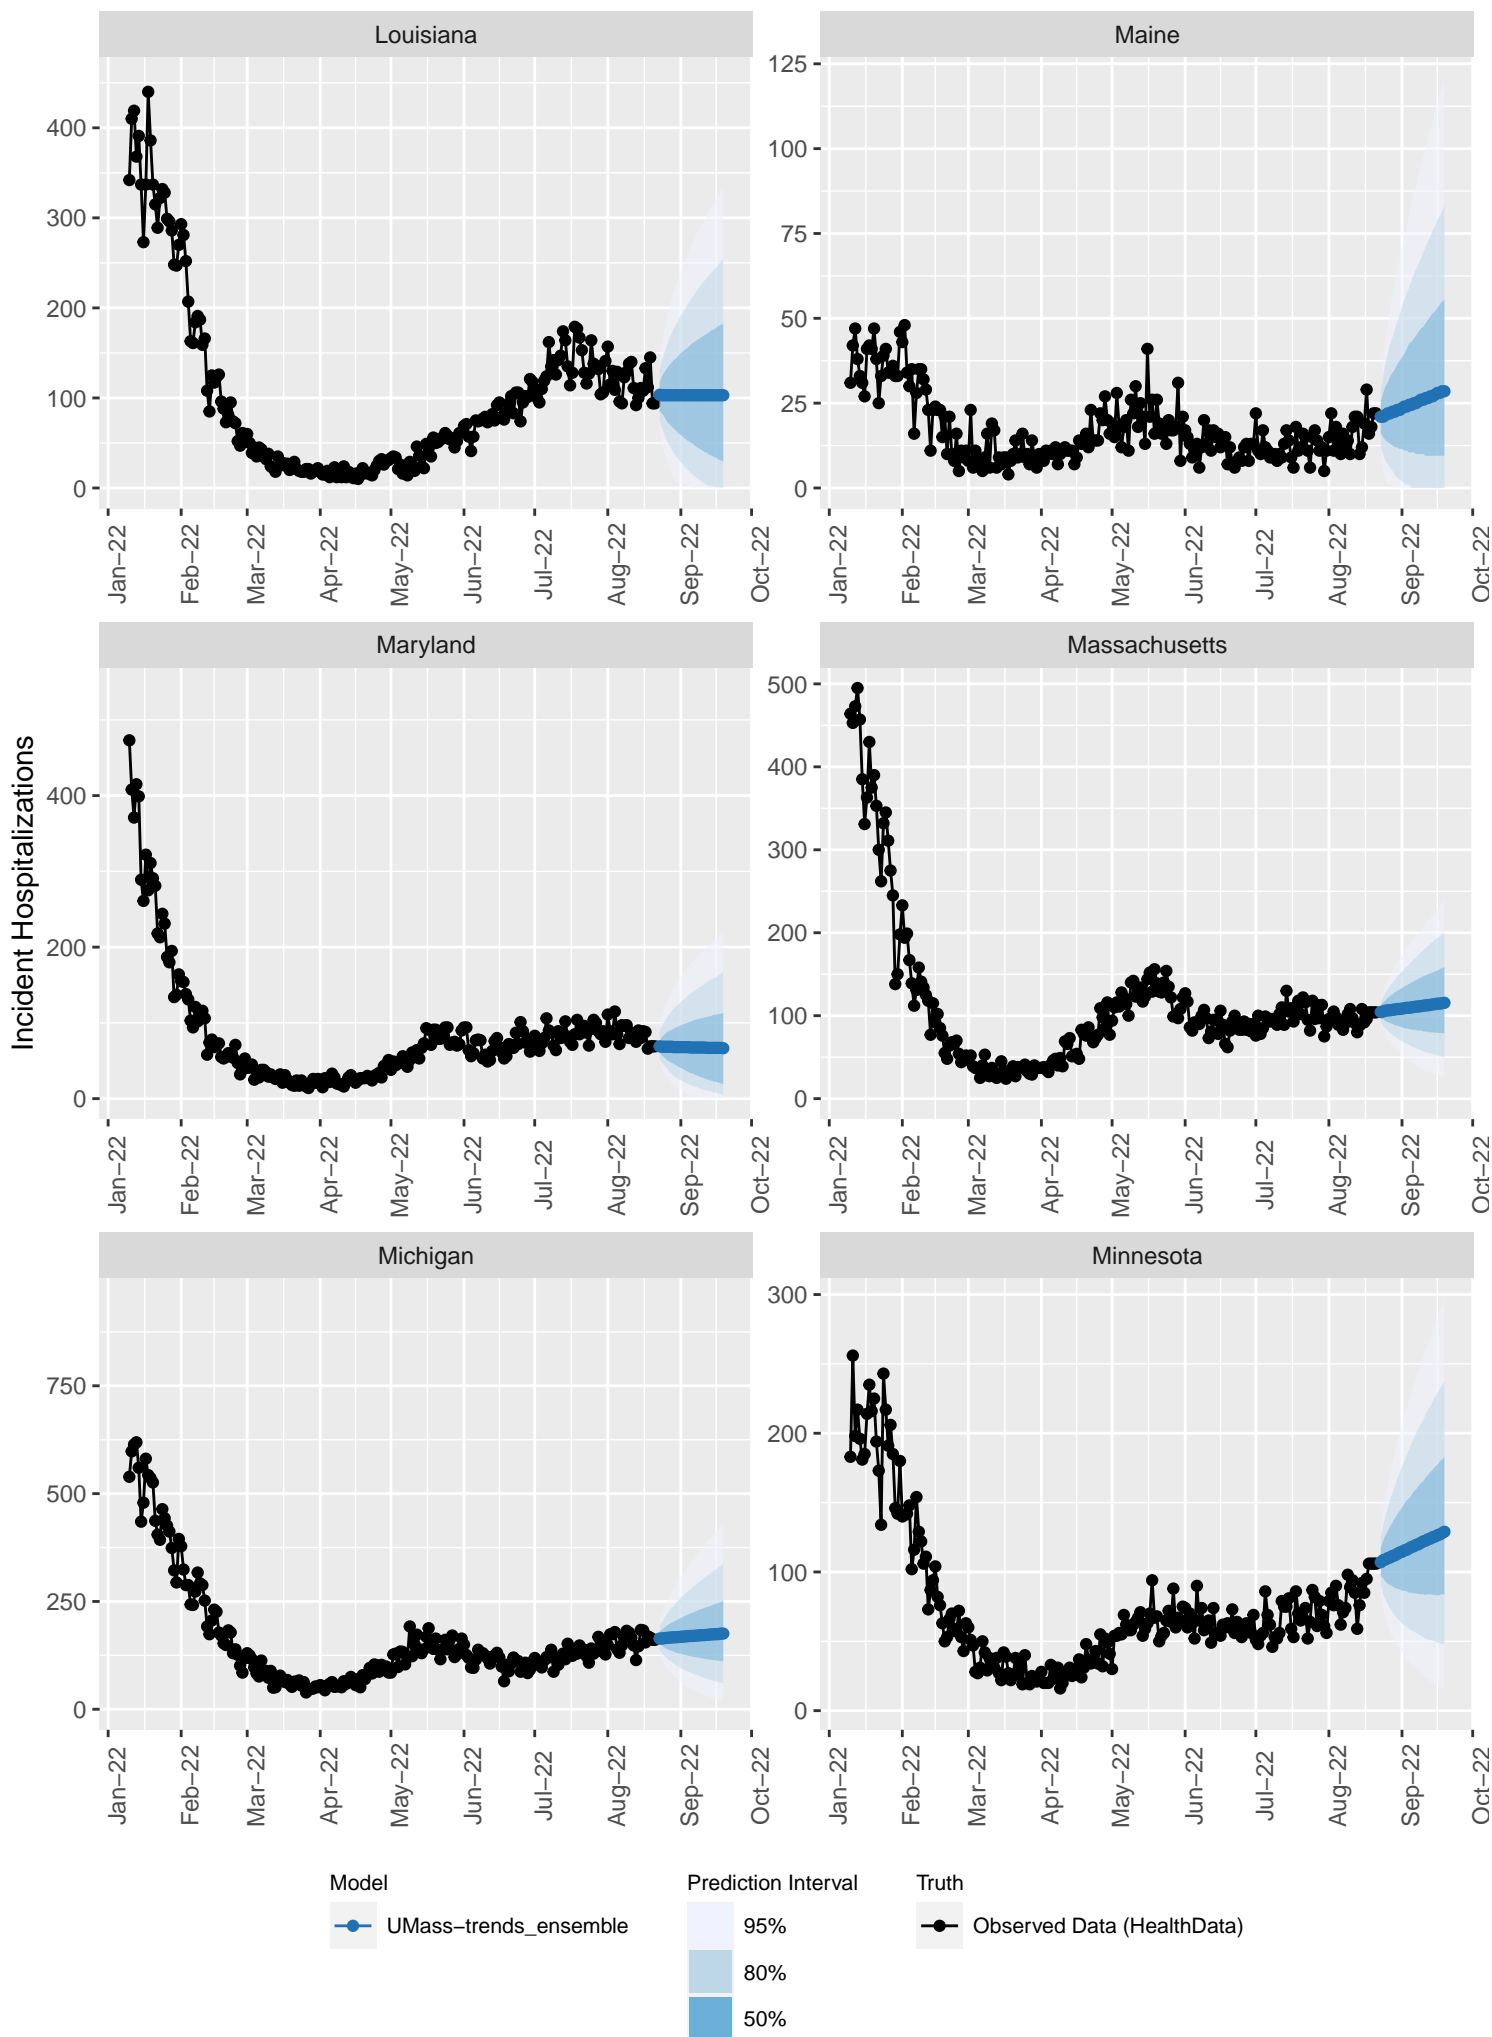 Louisiana
Maine
400
300
200
100
0
125
100
75
50
25
0
Jan−22
Feb−22
Mar−22
Apr−22
May−22
Jun−22
Jul−22
Aug−22
Sep−22
Oct−22
Jan−22
Feb−22
Mar−22
Apr−22
May−22
Jun−22
Jul−22
Aug−22
Sep−22
Oct−22
Incident Hospitalizations
Maryland
Massachusetts
400
200
0
500
400
300
200
100
0
Jan−22
Feb−22
Mar−22
Apr−22
May−22
Jun−22
Jul−22
Aug−22
Sep−22
Oct−22
Jan−22
Feb−22
Mar−22
Apr−22
May−22
Jun−22
Jul−22
Aug−22
Sep−22
Oct−22
Michigan
Minnesota
750
500
250
0
300
200
100
0
Jan−22
Feb−22
Mar−22
Apr−22
May−22
Jun−22
Jul−22
Aug−22
Sep−22
Oct−22
Jan−22
Feb−22
Mar−22
Apr−22
May−22
Jun−22
Jul−22
Aug−22
Sep−22
Oct−22
Model
UMass−trends_ensemble
Prediction Interval
95%
80%
50%
Truth
Observed Data (HealthData)